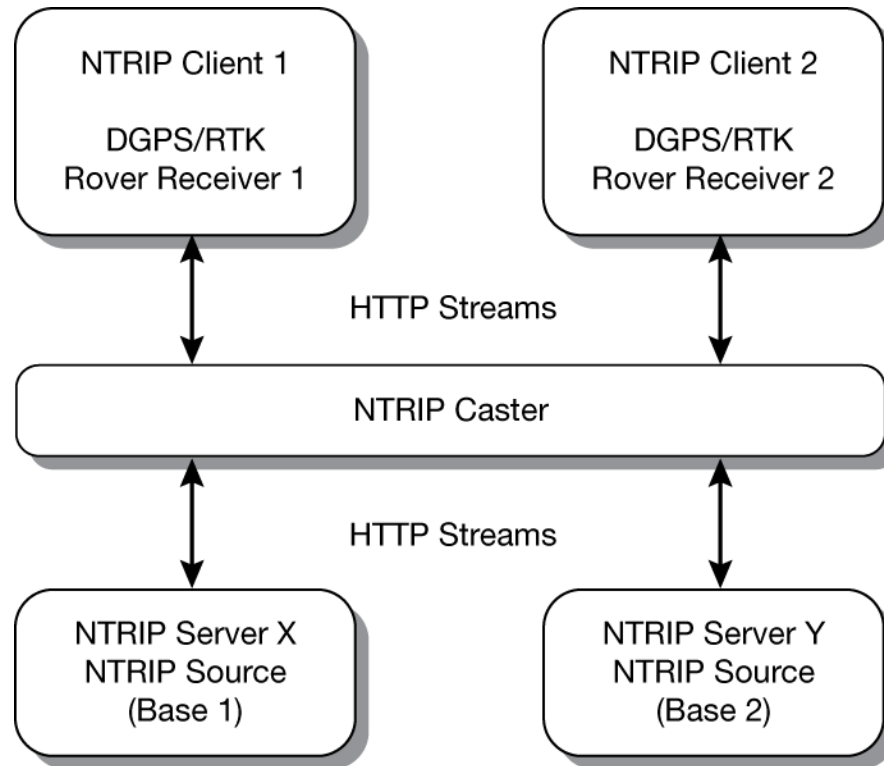 NTRIP Client 1
DGPS/RTK
Rover Receiver 1
NTRIP Client 2
DGPS/RTK
Rover Receiver 2
HTTP Streams
NTRIP Caster
HTTP Streams
NTRIP Server X
NTRIP Source
(Base 1)
NTRIP Server Y
NTRIP Source
(Base 2)